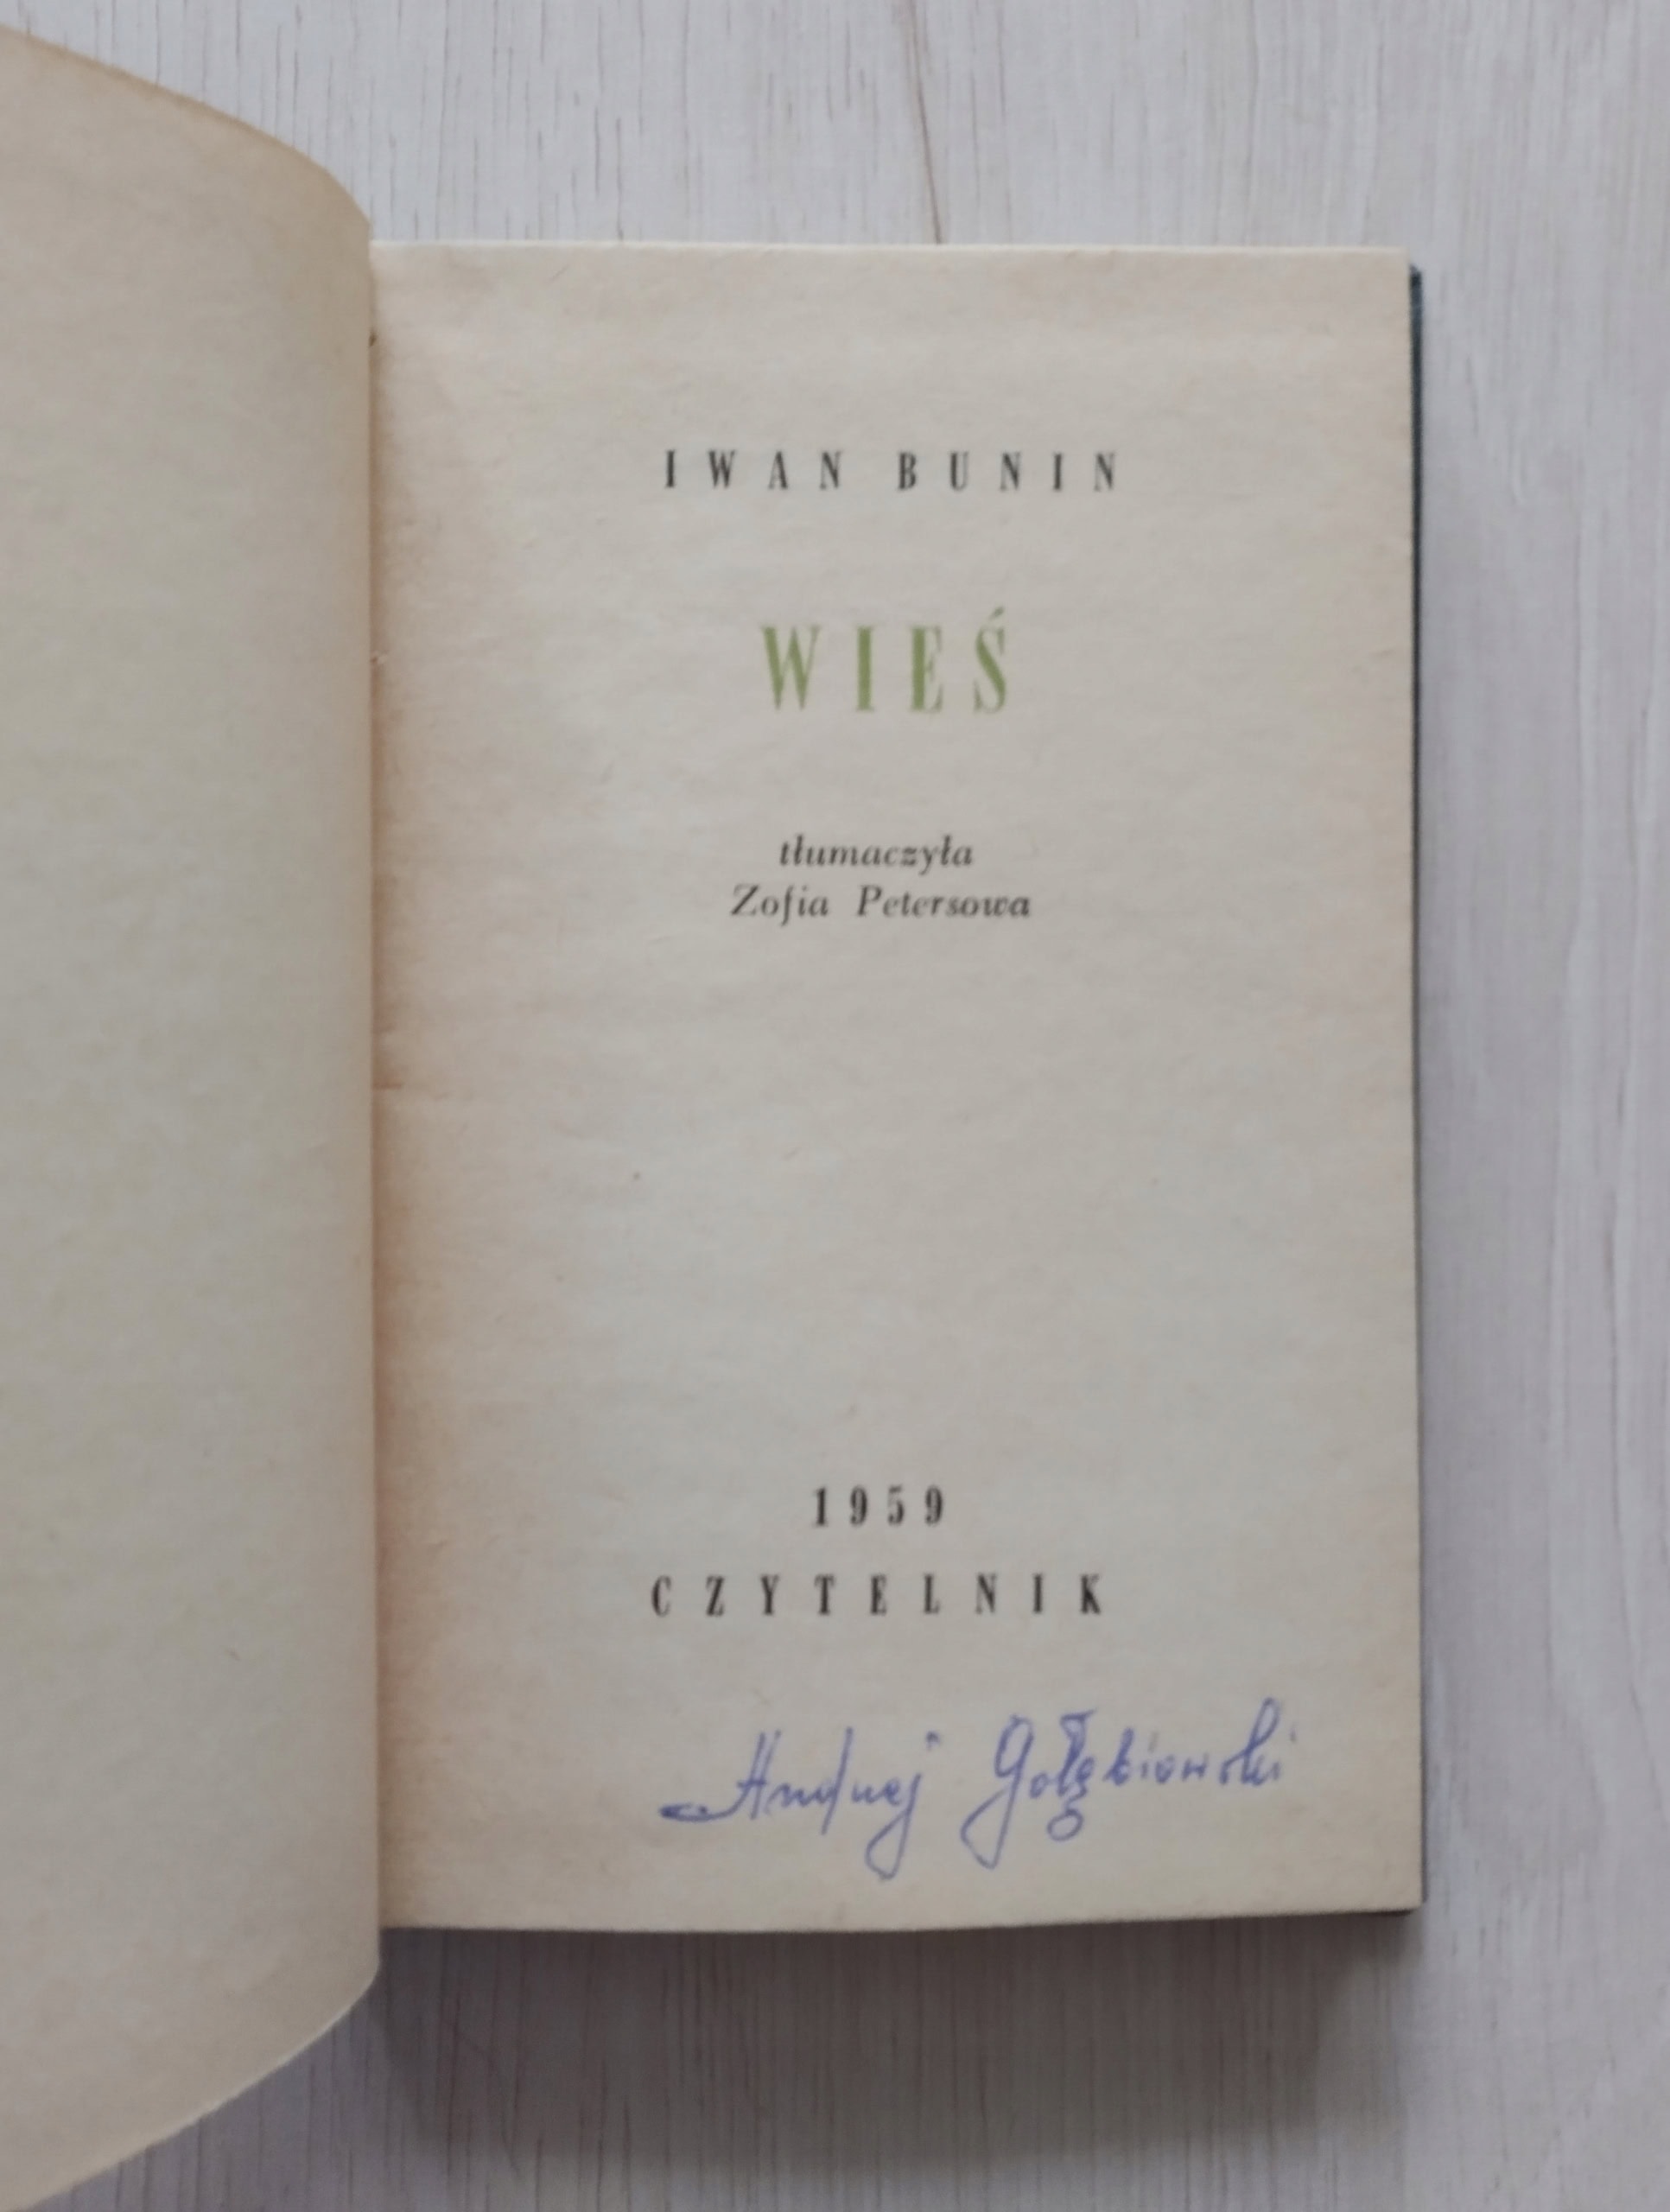 IWAN BUNIN
WIEŚ
tłumaczyła
Zofia Petersowa
1959
CZYTELNIK
Andrzej Gołębiowski